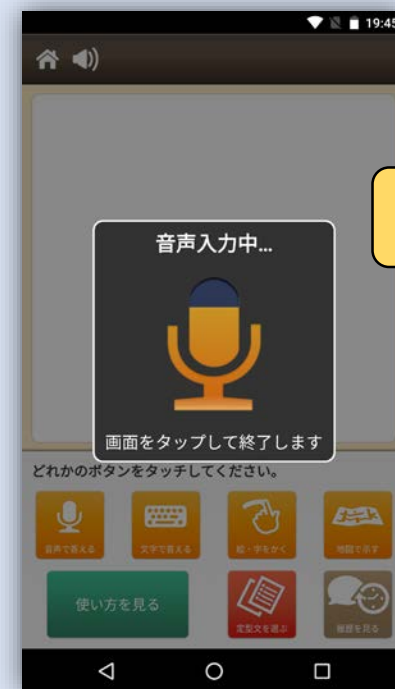 19:45
音声入力中...
画面をタップして終了します
どれかのボタンをタッチしてください。
音声で答える
文字で答える
絵・字をかく
地図で示す
使い方を見る
定型文を選ぶ
履歴を見る